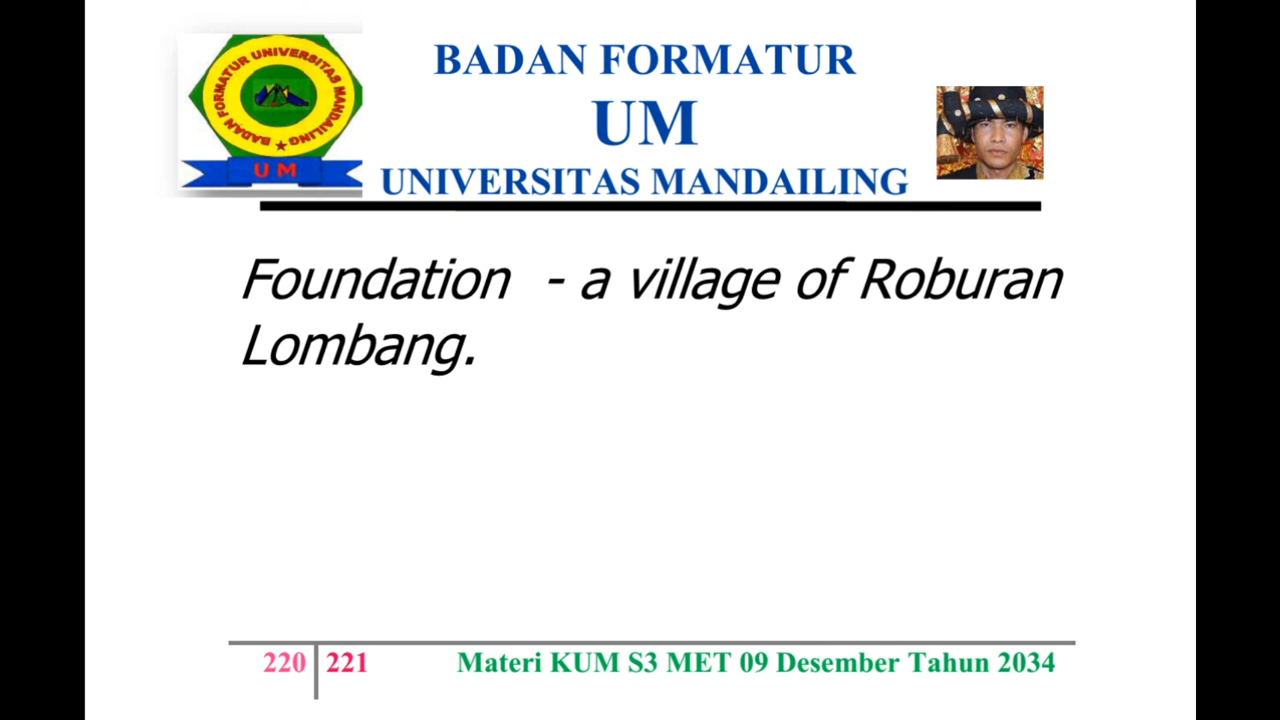 BADAN FORMATUR UNIVERSITAS MANDAILING
U M
BADAN FORMATUR
UM
UNIVERSITAS MANDAILING
Foundation - a village of Roburan
Lombang.
220 221 Materi KUM S3 MET 09 Desember Tahun 2034